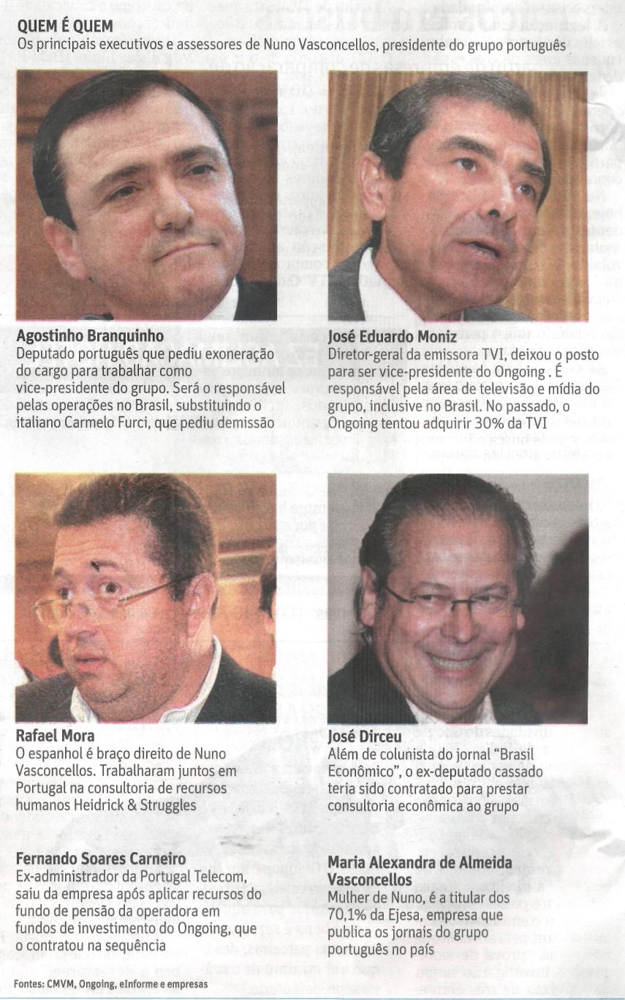 QUEM É QUEM
Os principais executivos e assessores de Nuno Vasconcellos, presidente do grupo português
Agostinho Branquinho
Deputado português que pediu exoneração
do cargo para trabalhar como
vice-presidente do grupo. Será o responsável
pelas operações no Brasil, substituindo o
italiano Carmelo Furci, que pediu demissão
José Eduardo Moniz
Diretor-geral da emissora TVI, deixou o posto
para ser vice-presidente do Ongoing . É
responsável pela área de televisão e mídia do
grupo, inclusive no Brasil. No passado, o
Ongoing tentou adquirir 30% da TVI
Rafael Mora
O espanhol é braço direito de Nuno
Vasconcellos. Trabalharam juntos em
Portugal na consultoria de recursos
humanos Heidrick & Struggles
José Dirceu
Além de colunista do jornal “Brasil
Econômico”, o ex-deputado cassado
teria sido contratado para prestar
consultoria econômica ao grupo
Fernando Soares Carneiro
Ex-administrador da Portugal Telecom,
saiu da empresa após aplicar recursos do
fundo de pensão da operadora em
fundos de investimento do Ongoing, que
o contratou na sequência
Maria Alexandra de Almeida
Vasconcellos
Mulher de Nuno, é a titular dos
70,1% da Ejesa, empresa que
publica os jornais do grupo
português no país
Fontes: CMVM, Ongoing, eInforme e empresas